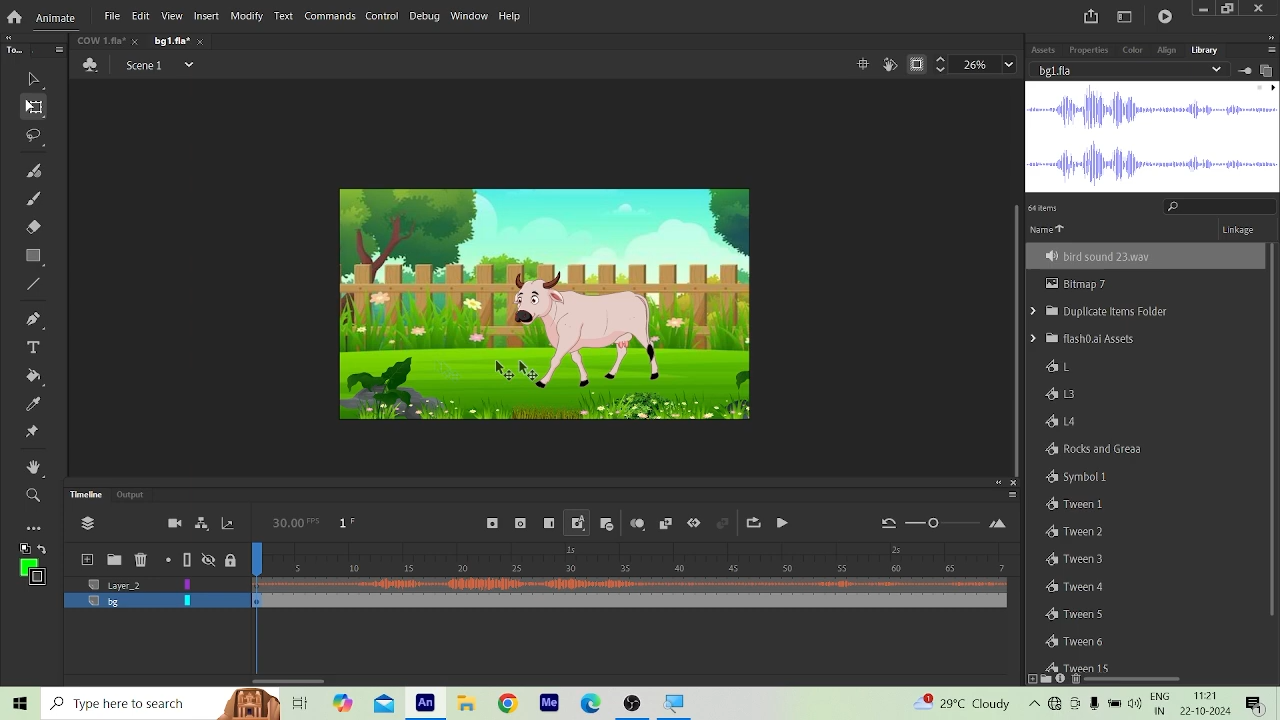 File Edit View Insert Modify Text Commands Control Debug Window Help
To...
COW 1.fla*
bg1.fla*
Assets Properties Color Align Library
Scene 1
26%
bg1.fla
64 items
Name Linkage
bird sound 23.wav
Bitmap 7
Duplicate Items Folder
flash0.ai Assets
L
L3
L4
Rocks and Greaa
Symbol 1
Tween 1
Tween 2
Tween 3
Tween 4
Tween 5
Tween 6
Tween 15
Timeline Output
30.00 FPS 1 F
1s 2s
5 10 15 20 25 30 35 40 45 50 55 60 65 7
Layer_2
bg
Type here to search
An
Me
1
29°C Cloudy
ENG
IN
11:21
22-10-2024
1